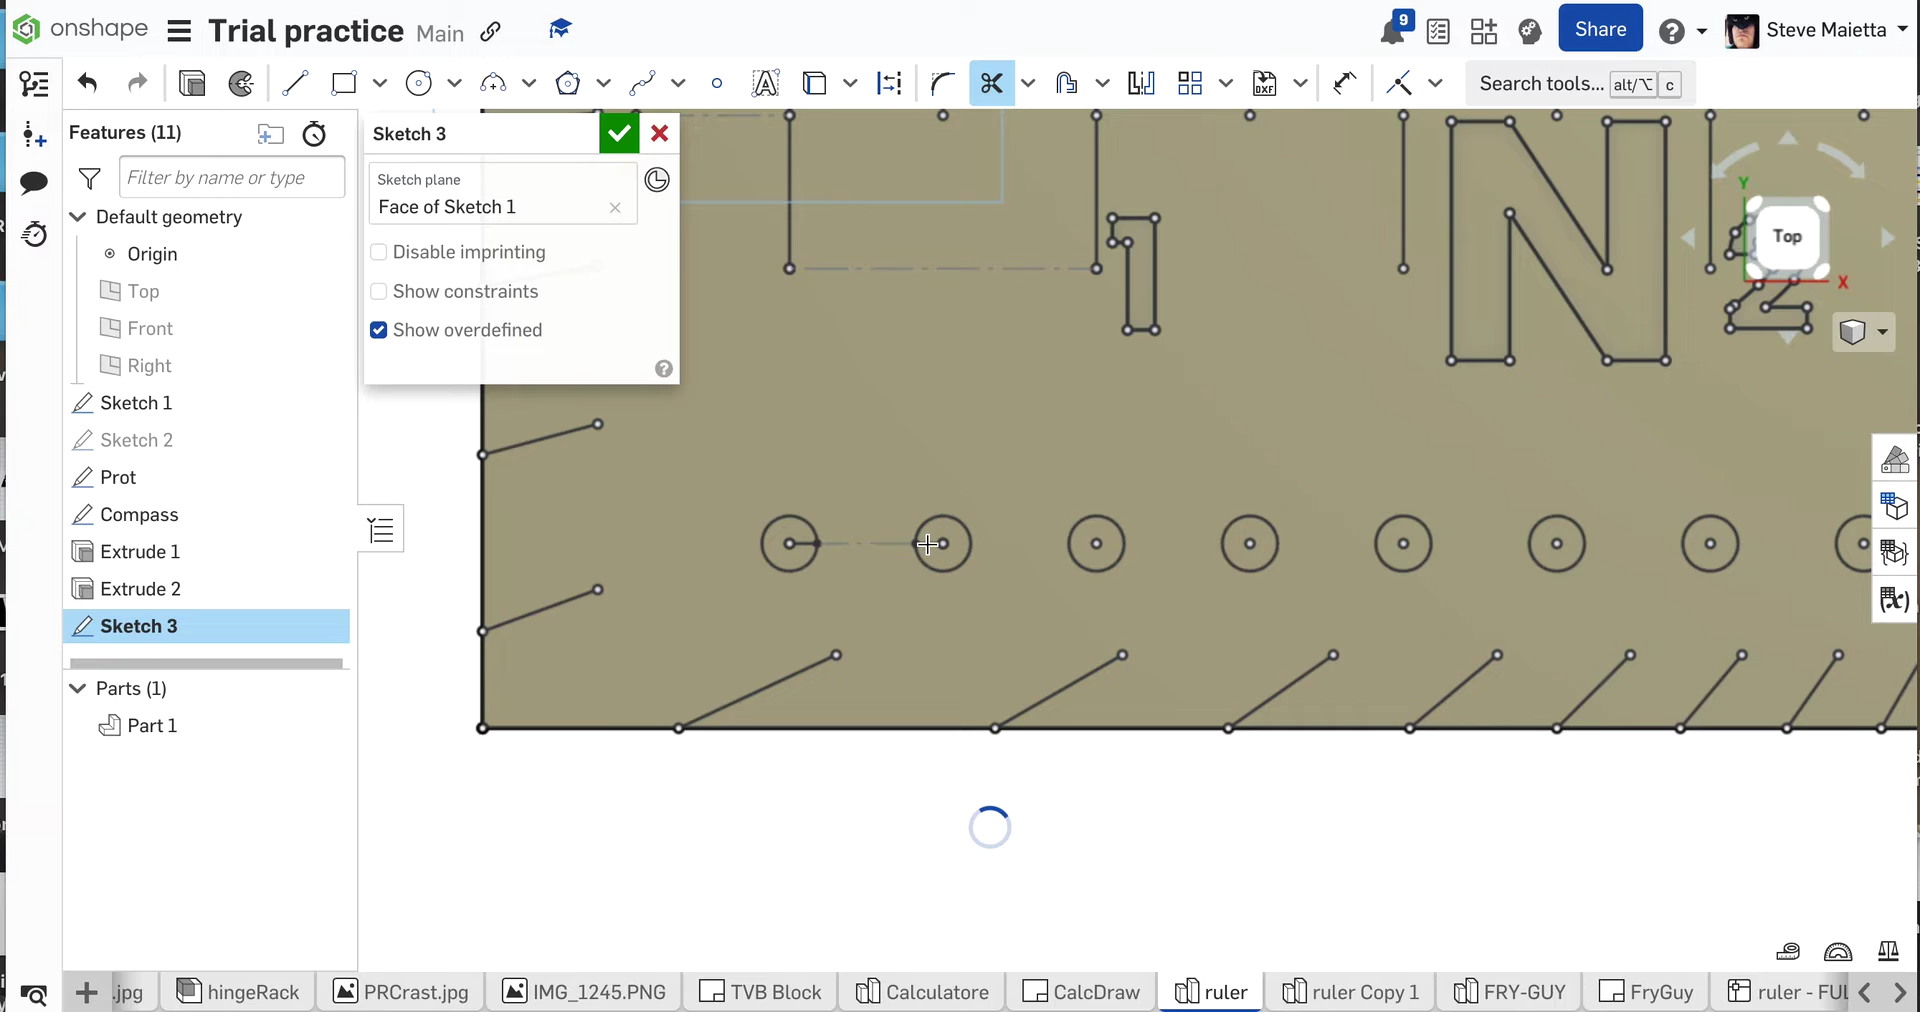 onshape
Trial practice Main
9
Share
Steve Maietta
Search tools... alt/⌥ c
Features (11)
Filter by name or type
Default geometry
Origin
Top
Front
Right
Sketch 1
Sketch 2
Prot
Compass
Extrude 1
Extrude 2
Sketch 3
Parts (1)
Part 1
Sketch 3
Sketch plane
Face of Sketch 1
Disable imprinting
Show constraints
Show overdefined
1
N
2
Y
Top
X
.jpg
hingeRack
PRCrast.jpg
IMG_1245.PNG
TVB Block
Calculatore
CalcDraw
ruler
ruler Copy 1
FRY-GUY
FryGuy
ruler - FUL